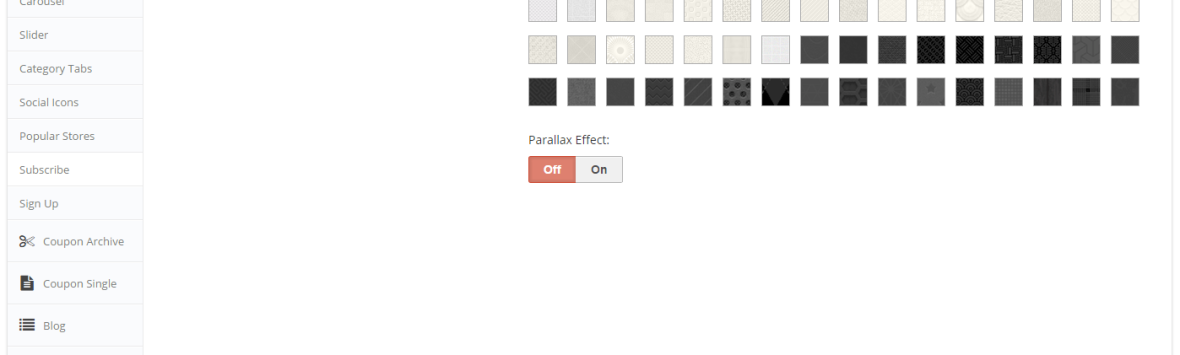 Carousel
Slider
Category Tabs
Social Icons
Popular Stores
Subscribe
Sign Up
Coupon Archive
Coupon Single
Blog
Parallax Effect:
Off On